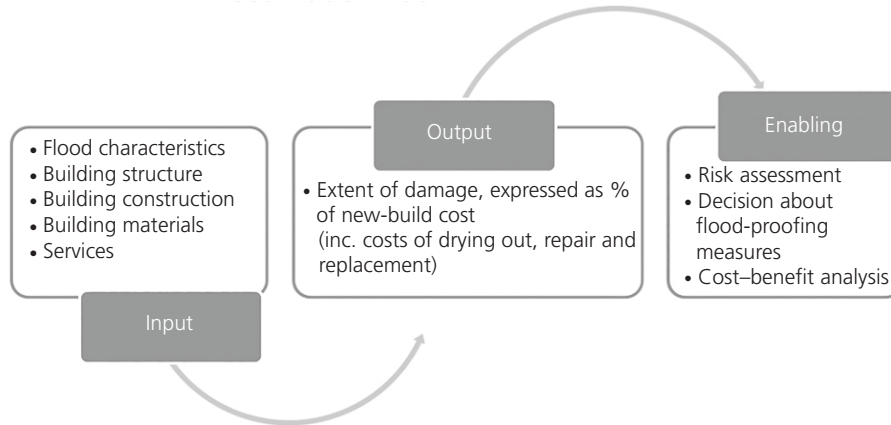 • Flood characteristics
• Building structure
• Building construction
• Building materials
• Services
Input
Output
• Extent of damage, expressed as %
of new-build cost
(inc. costs of drying out, repair and
replacement)
Enabling
• Risk assessment
• Decision about
flood-proofing
measures
• Cost–benefit analysis